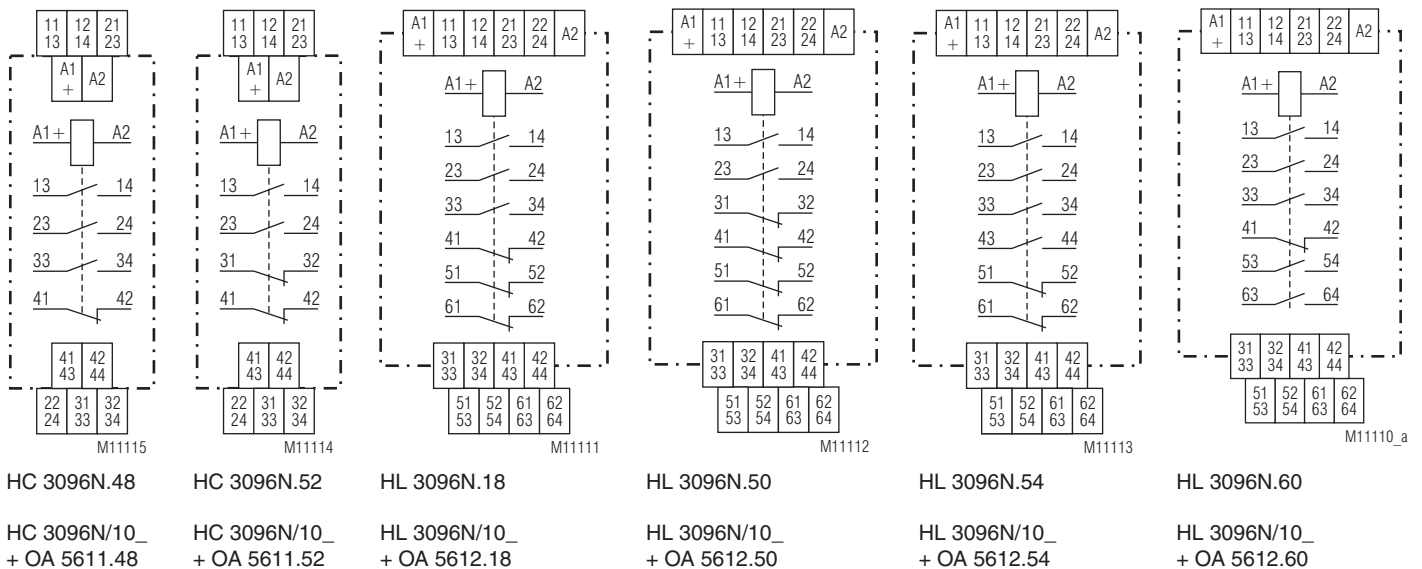 11 12 21
13 14 23
A1 A2
+
A1+ A2
13 14
23 24
33 34
41 42
41 42
43 44
22 31 32
24 33 34
M11115
HC 3096N.48
HC 3096N/10_
+ OA 5611.48
11 12 21
13 14 23
A1 A2
+
A1+ A2
13 14
23 24
31 32
41 42
41 42
43 44
22 31 32
24 33 34
M11114
HC 3096N.52
HC 3096N/10_
+ OA 5611.52
A1 11 12 21 22 A2
+ 13 14 23 24
A1+ A2
13 14
23 24
33 34
41 42
51 52
61 62
31 32 41 42
33 34 43 44
51 52 61 62
53 54 63 64
M11111
HL 3096N.18
HL 3096N/10_
+ OA 5612.18
A1 11 12 21 22 A2
+ 13 14 23 24
A1+ A2
13 14
23 24
31 32
41 42
51 52
61 62
31 32 41 42
33 34 43 44
51 52 61 62
53 54 63 64
M11112
HL 3096N.50
HL 3096N/10_
+ OA 5612.50
A1 11 12 21 22 A2
+ 13 14 23 24
A1+ A2
13 14
23 24
33 34
43 44
51 52
61 62
31 32 41 42
33 34 43 44
51 52 61 62
53 54 63 64
M11113
HL 3096N.54
HL 3096N/10_
+ OA 5612.54
A1 11 12 21 22 A2
+ 13 14 23 24
A1+ A2
13 14
23 24
33 34
41 42
53 54
63 64
31 32 41 42
33 34 43 44
51 52 61 62
53 54 63 64
M11110_a
HL 3096N.60
HL 3096N/10_
+ OA 5612.60